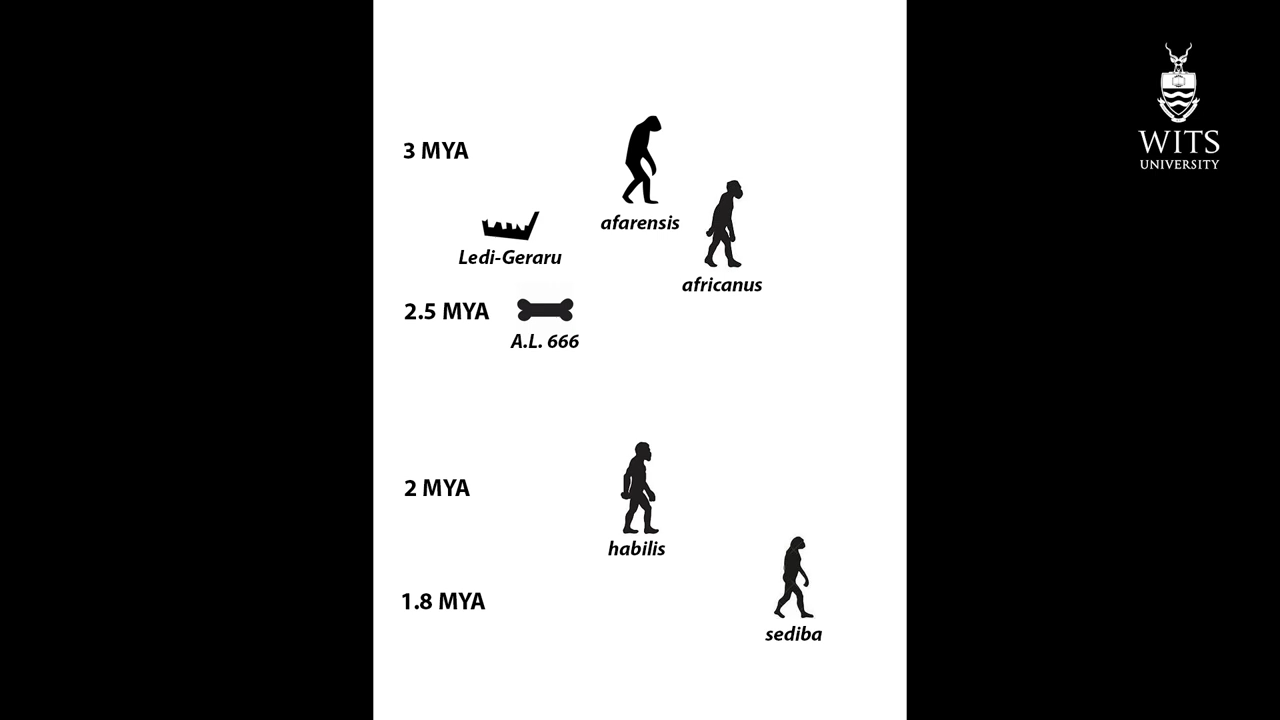 3 MYA
afarensis
Ledi-Geraru
africanus
2.5 MYA
A.L. 666
2 MYA
habilis
1.8 MYA
sediba
WITS
UNIVERSITY